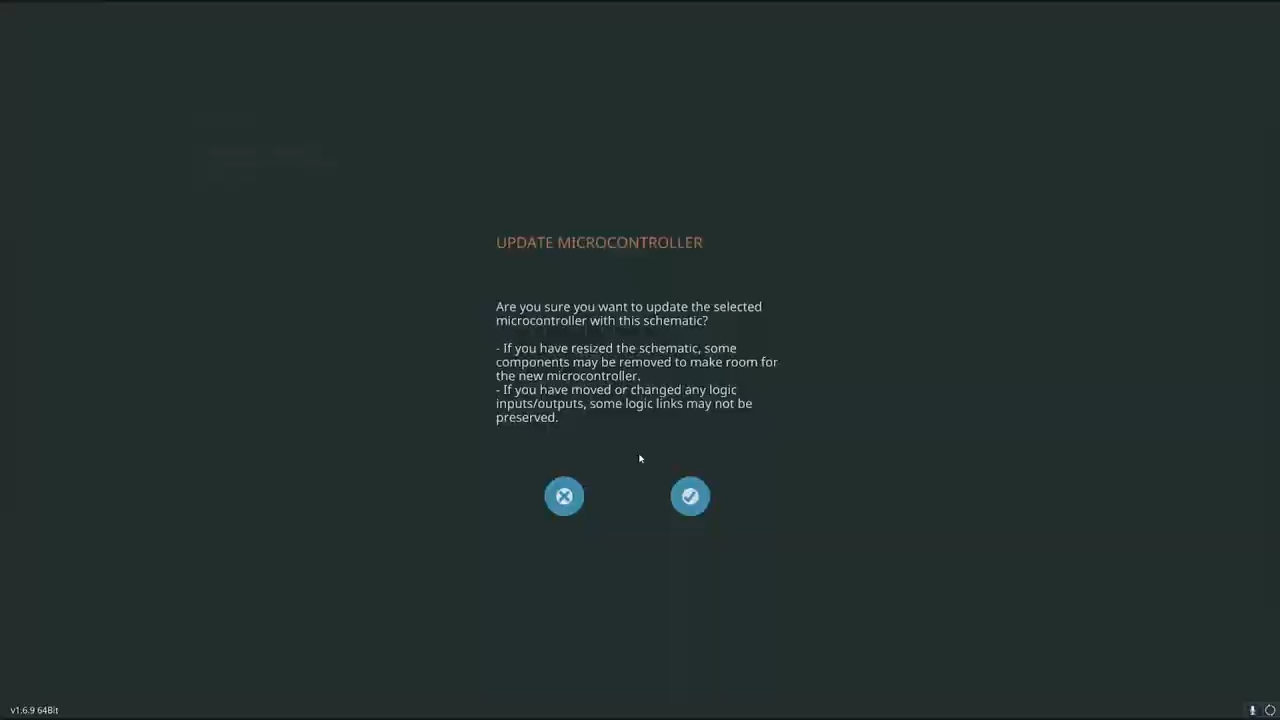 UPDATE MICROCONTROLLER
Are you sure you want to update the selected
microcontroller with this schematic?
- If you have resized the schematic, some
components may be removed to make room for
the new microcontroller.
- If you have moved or changed any logic
inputs/outputs, some logic links may not be
preserved.
v1.6.9 64Bit